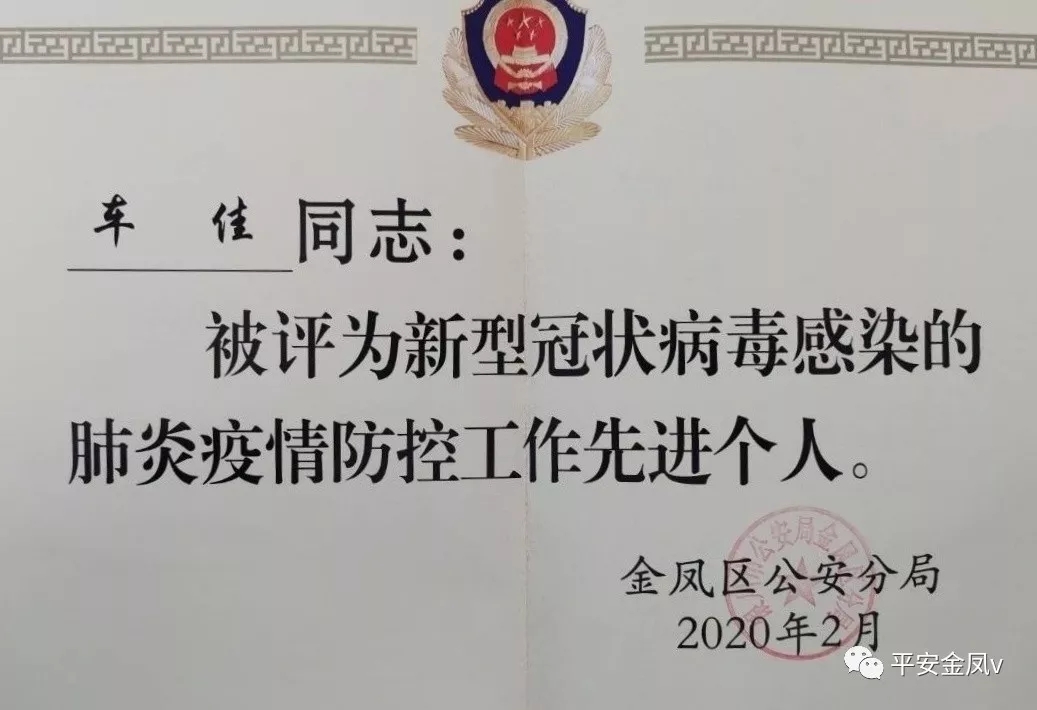 车佳同志：
被评为新型冠状病毒感染的
肺炎疫情防控工作先进个人。
金凤区公安分局
2020年2月
平安金凤v